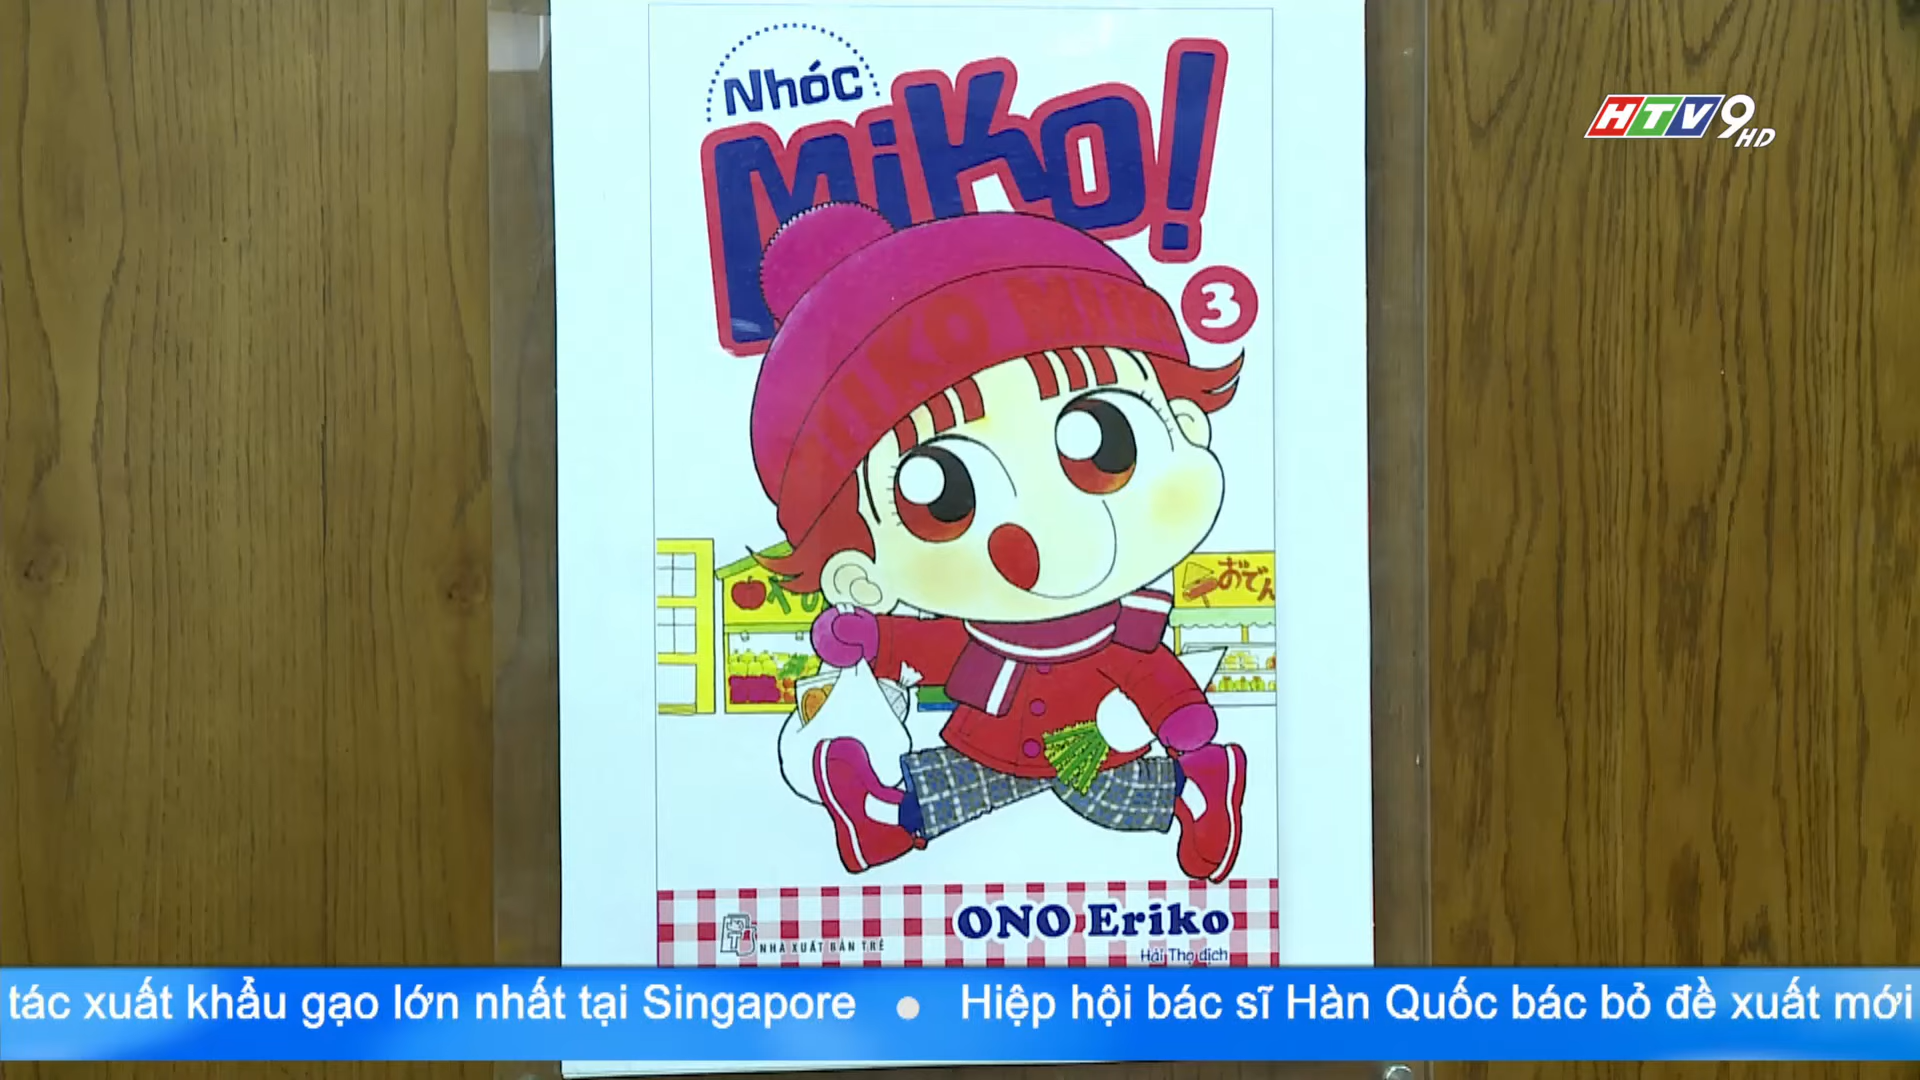 Nhóc
Miko!
3
HTV9
HD
MIKO MIIK
おでん
ONO Eriko
NHÀ XUẤT BẢN TRẺ
Hải Thọ dịch
tác xuất khẩu gạo lớn nhất tại Singapore • Hiệp hội bác sĩ Hàn Quốc bác bỏ đề xuất mới